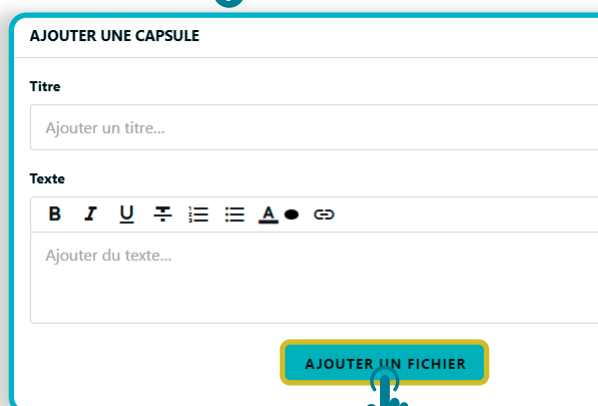 AJOUTER UNE CAPSULE
Titre
Ajouter un titre...
Texte
B I U T A
Ajouter du texte...
AJOUTER UN FICHIER